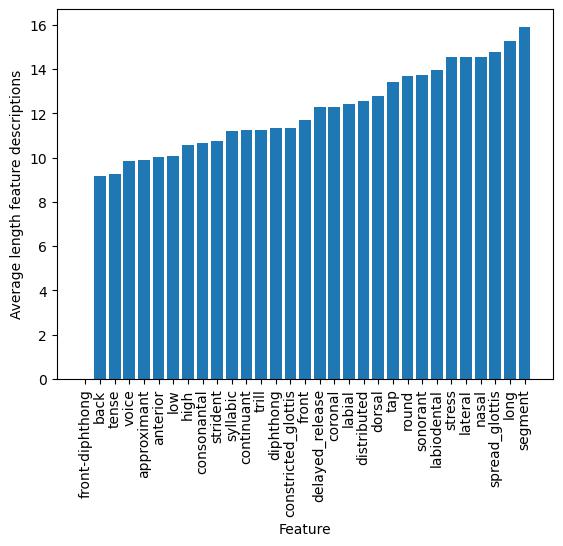 Average length feature descriptions
16
14
12
10
8
6
4
2
0
front-diphthong
back
tense
voice
approximant
anterior
low
high
consonantal
strident
syllabic
continuant
trill
diphthong
constricted_glottis
front
delayed_release
coronal
labial
distributed
dorsal
tap
round
sonorant
labiodental
stress
lateral
nasal
spread_glottis
long
segment
Feature